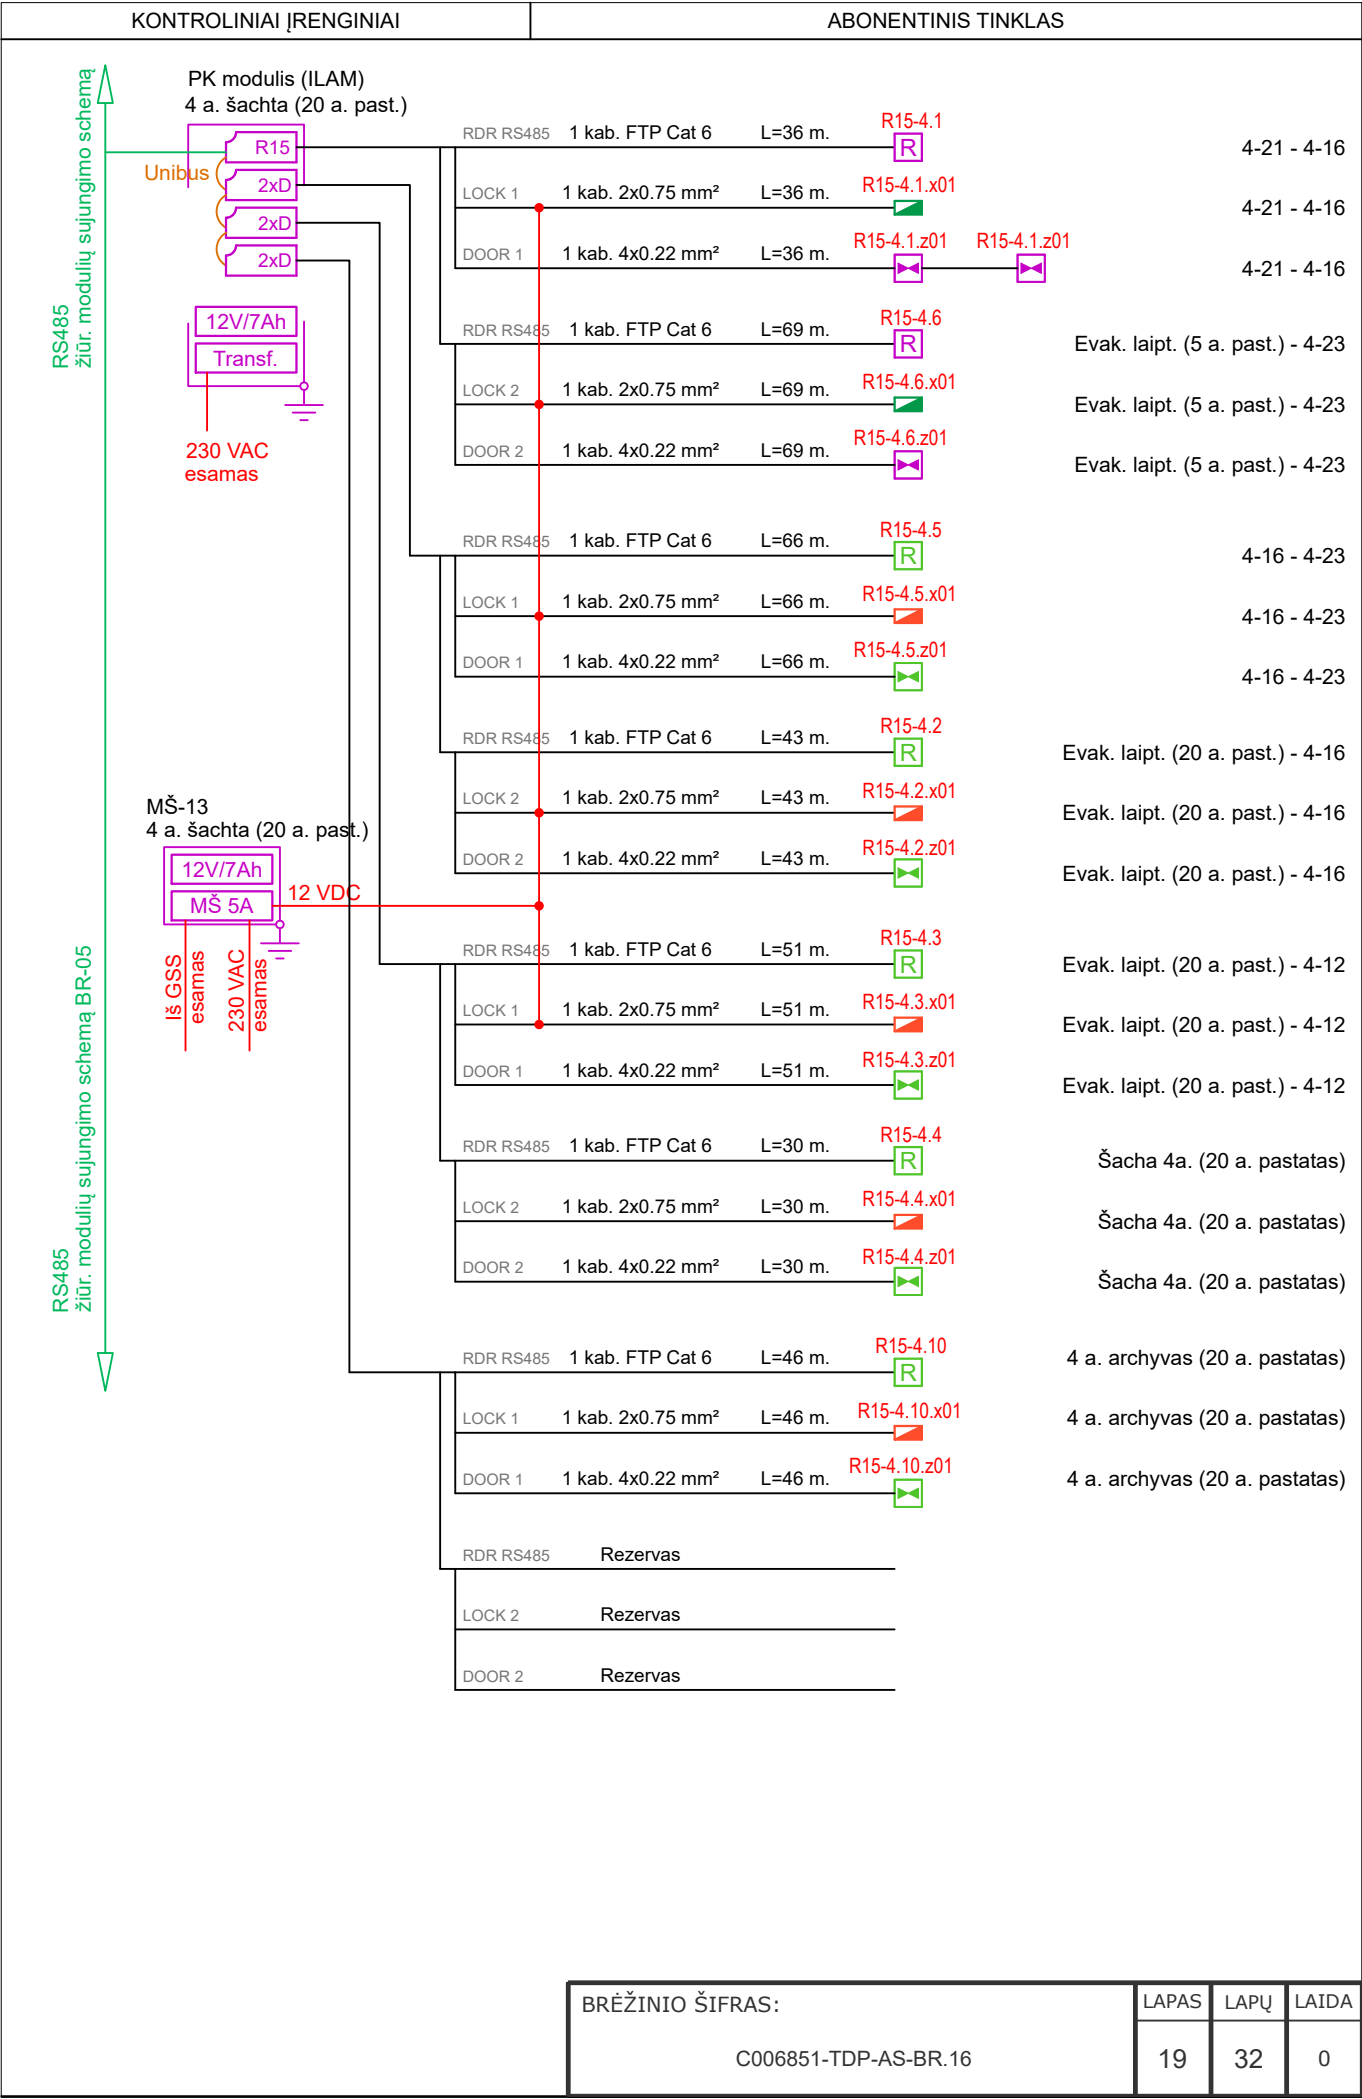 KONTROLINIAI ĮRENGINIAI
ABONENTINIS TINKLAS
RS485
žiūr. modulių sujungimo schemą
PK modulis (ILAM)
4 a. šachta (20 a. past.)
R15
Unibus
2xD
2xD
2xD
12V/7Ah
Transf.
230 VAC
esamas
RDR RS485 1 kab. FTP Cat 6 L=36 m. R15-4.1 4-21 - 4-16
LOCK 1 1 kab. 2x0.75 mm² L=36 m. R15-4.1.x01 4-21 - 4-16
DOOR 1 1 kab. 4x0.22 mm² L=36 m. R15-4.1.z01 R15-4.1.z01 4-21 - 4-16
R
RDR RS485 1 kab. FTP Cat 6 L=69 m. R15-4.6 Evak. laipt. (5 a. past.) - 4-23
R
LOCK 2 1 kab. 2x0.75 mm² L=69 m. R15-4.6.x01 Evak. laipt. (5 a. past.) - 4-23
DOOR 2 1 kab. 4x0.22 mm² L=69 m. R15-4.6.z01 Evak. laipt. (5 a. past.) - 4-23
RDR RS485 1 kab. FTP Cat 6 L=66 m. R15-4.5 4-16 - 4-23
R
LOCK 1 1 kab. 2x0.75 mm² L=66 m. R15-4.5.x01 4-16 - 4-23
DOOR 1 1 kab. 4x0.22 mm² L=66 m. R15-4.5.z01 4-16 - 4-23
RDR RS485 1 kab. FTP Cat 6 L=43 m. R15-4.2 Evak. laipt. (20 a. past.) - 4-16
R
LOCK 2 1 kab. 2x0.75 mm² L=43 m. R15-4.2.x01 Evak. laipt. (20 a. past.) - 4-16
DOOR 2 1 kab. 4x0.22 mm² L=43 m. R15-4.2.z01 Evak. laipt. (20 a. past.) - 4-16
MŠ-13
4 a. šachta (20 a. past.)
12V/7Ah
MŠ 5A
12 VDC
Iš GSS
esamas
230 VAC
esamas
RS485
žiūr. modulių sujungimo schemą BR-05
RDR RS485 1 kab. FTP Cat 6 L=51 m. R15-4.3 Evak. laipt. (20 a. past.) - 4-12
R
LOCK 1 1 kab. 2x0.75 mm² L=51 m. R15-4.3.x01 Evak. laipt. (20 a. past.) - 4-12
DOOR 1 1 kab. 4x0.22 mm² L=51 m. R15-4.3.z01 Evak. laipt. (20 a. past.) - 4-12
RDR RS485 1 kab. FTP Cat 6 L=30 m. R15-4.4 Šacha 4a. (20 a. pastatas)
R
LOCK 2 1 kab. 2x0.75 mm² L=30 m. R15-4.4.x01 Šacha 4a. (20 a. pastatas)
DOOR 2 1 kab. 4x0.22 mm² L=30 m. R15-4.4.z01 Šacha 4a. (20 a. pastatas)
RDR RS485 1 kab. FTP Cat 6 L=46 m. R15-4.10 4 a. archyvas (20 a. pastatas)
R
LOCK 1 1 kab. 2x0.75 mm² L=46 m. R15-4.10.x01 4 a. archyvas (20 a. pastatas)
DOOR 1 1 kab. 4x0.22 mm² L=46 m. R15-4.10.z01 4 a. archyvas (20 a. pastatas)
RDR RS485 Rezervas
LOCK 2 Rezervas
DOOR 2 Rezervas
BRĖŽINIO ŠIFRAS: LAPAS LAPŲ LAIDA
C006851-TDP-AS-BR.16 19 32 0